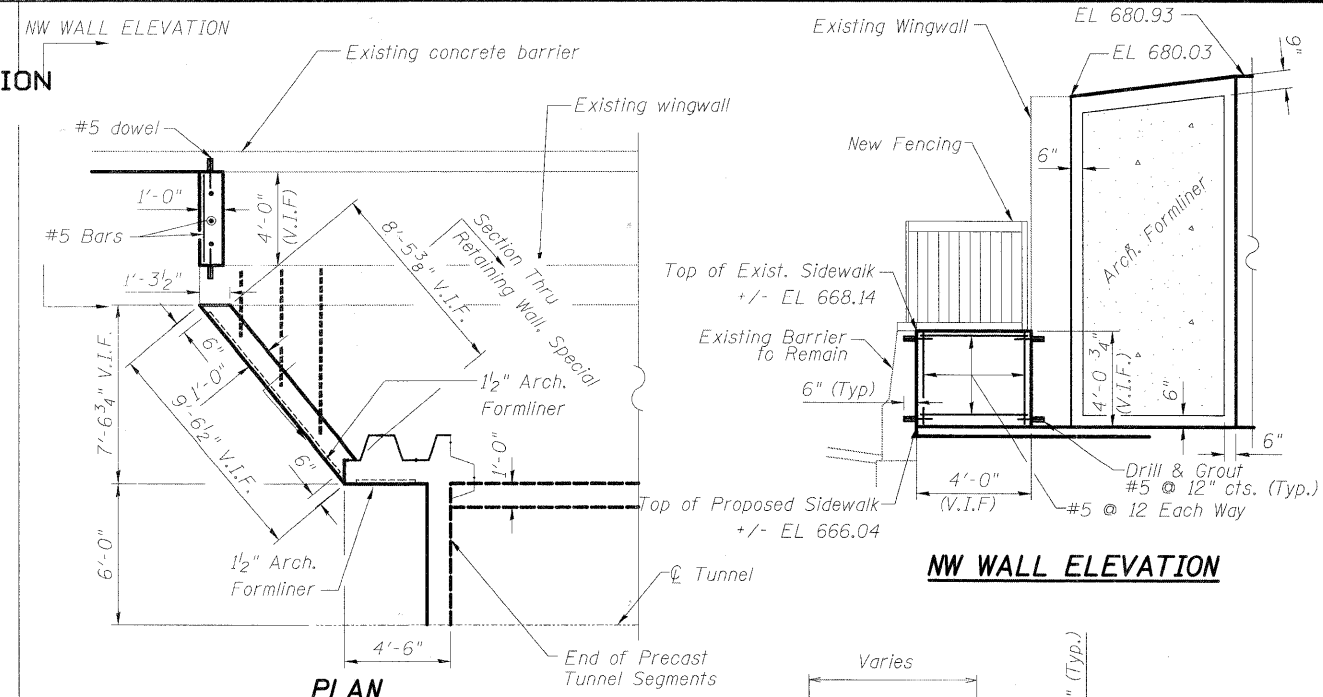 NW WALL ELEVATION
ION
Existing concrete barrier
Existing wingwall
#5 dowel
1'-0"
4'-0"
(V.I.F)
#5 Bars
8'-5 3/8" V.I.F.
Section Thru
Retaining Wall, Special
1'-3 1/2"
6"
1'-0"
9'-6 1/2" V.I.F.
6"
7'-6 3/4" V.I.F.
1 1/2" Arch.
Formliner
1'-0"
6'-0"
1 1/2" Arch.
Formliner
℄ Tunnel
4'-6"
End of Precast
Tunnel Segments
PLAN
Existing Wingwall
EL 680.93
EL 680.03
6"
New Fencing
6"
Arch. Formliner
Top of Exist. Sidewalk
+/- EL 668.14
Existing Barrier
to Remain
6" (Typ)
4'-0 3/4"
(V.I.F.)
6"
6"
Drill & Grout
#5 @ 12" cts. (Typ.)
4'-0"
(V.I.F)
#5 @ 12 Each Way
Top of Proposed Sidewalk
+/- EL 666.04
NW WALL ELEVATION
Varies
" (Typ.)